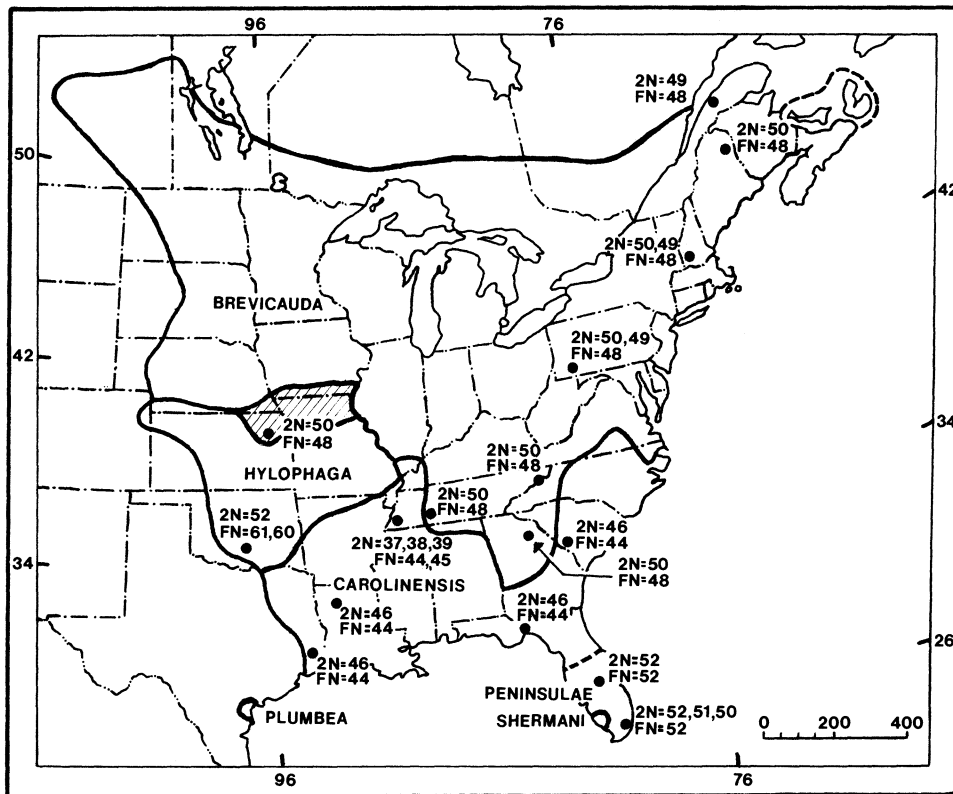 96
76
2N=49
FN=48
2N=50
FN=48
50
42
2N=50,49
FN=48
BREVICAUDA
2N=50,49
FN=48
42
34
2N=50
FN=48
2N=50
FN=48
HYLOPHAGA
2N=50
FN=48
2N=52
FN=61,60
2N=46
FN=44
2N=37,38,39
FN=44,45
2N=50
FN=48
34
CAROLINENSIS
2N=46
FN=44
2N=46
FN=44
26
2N=46
FN=44
2N=52
FN=52
PENINSULAE
SHERMANI
2N=52,51,50
FN=52
PLUMBEA
0 200 400
96
76